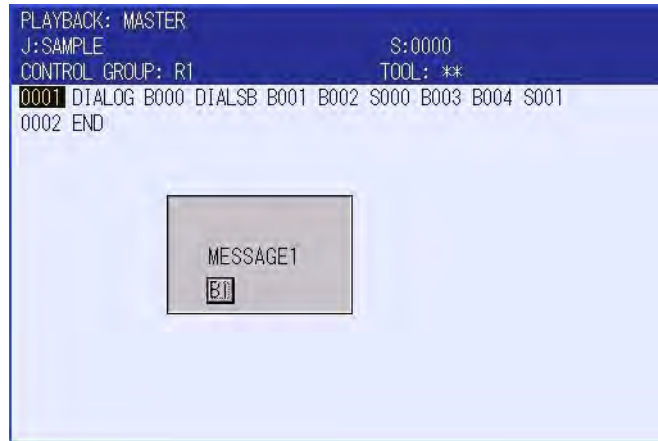 PLAYBACK: MASTER
J:SAMPLE S:0000
CONTROL GROUP: R1 TOOL: **
0001 DIALOG B000 DIALSB B001 B002 S000 B003 B004 S001
0002 END
MESSAGE1
B1